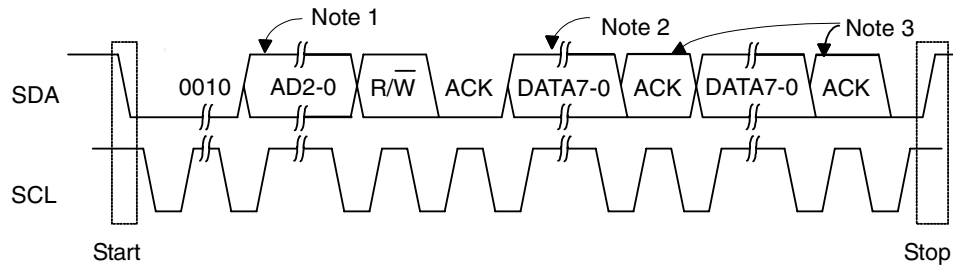 Note 1
Note 2
Note 3
SDA
0010
AD2-0
R/W̅
ACK
DATA7-0
ACK
DATA7-0
ACK
SCL
Start
Stop